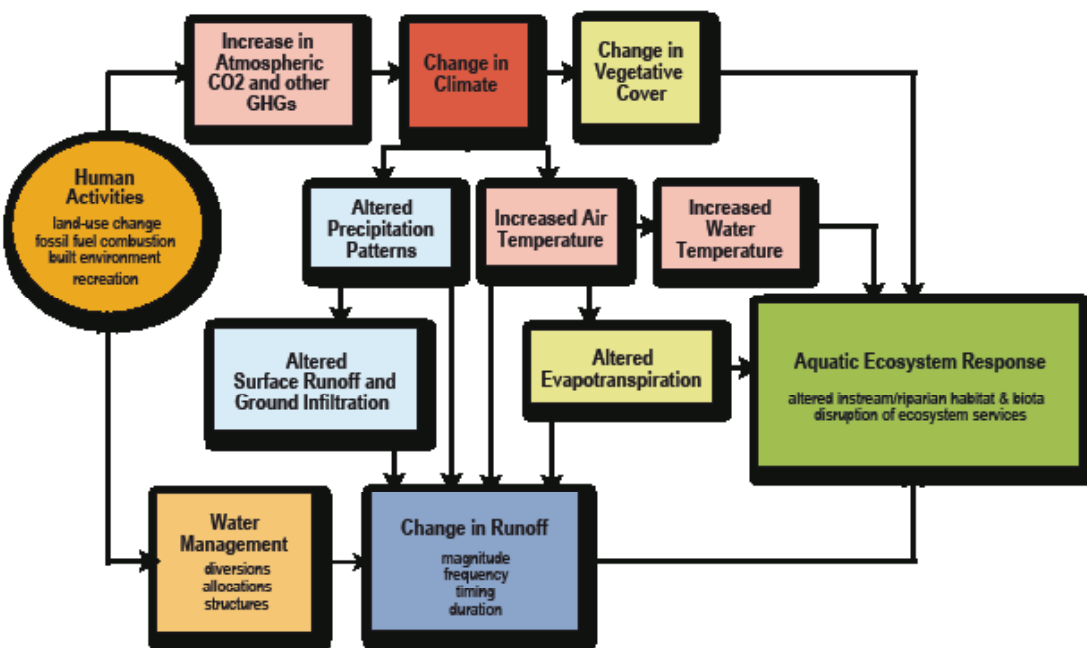 Increase in
Atmospheric
CO2 and other
GHGs
Change in
Climate
Change in
Vegetative
Cover
Human
Activities
land-use change
fossil fuel combustion
built environment
recreation
Altered
Precipitation
Patterns
Increased Air
Temperature
Increased
Water
Temperature
Altered
Surface Runoff and
Ground Infiltration
Altered
Evapotranspiration
Aquatic Ecosystem Response
altered instream/riparian habitat & biota
disruption of ecosystem services
Water
Management
diversions
allocations
structures
Change in Runoff
magnitude
frequency
timing
duration